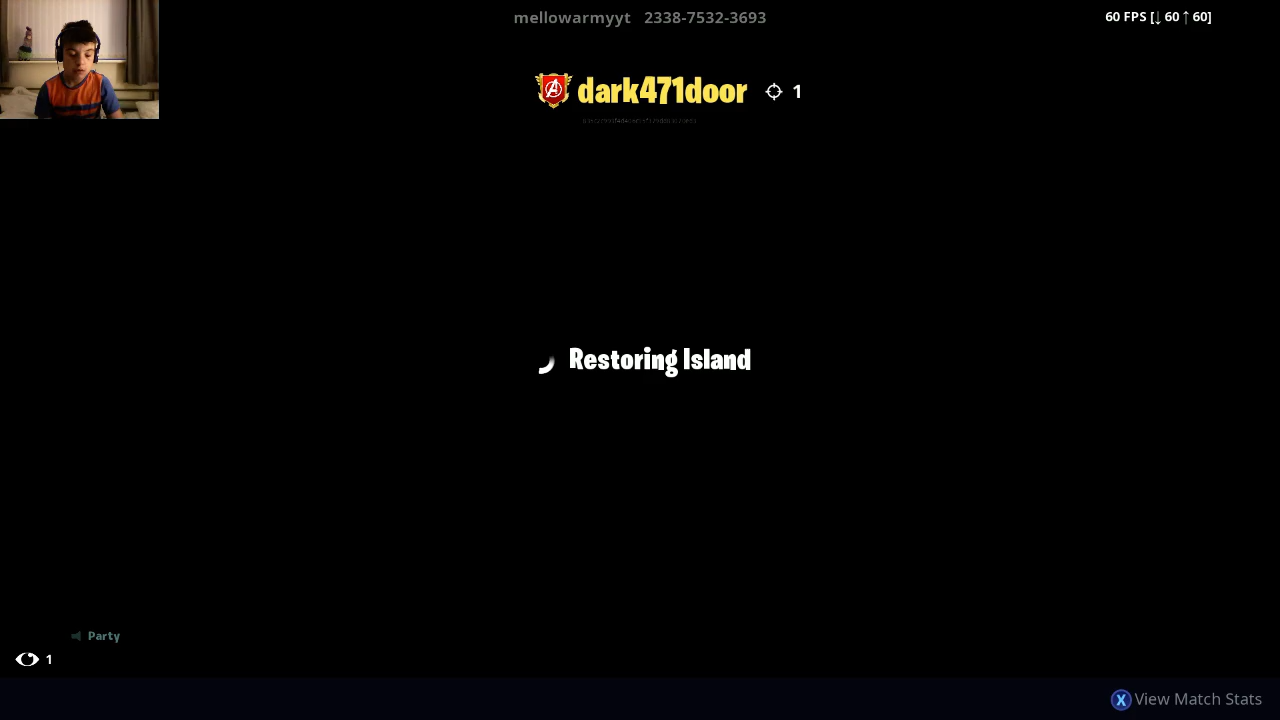 mellowarmyyt 2338-7532-3693
60 FPS [↓ 60 ↑ 60]
dark471door 1
Restoring Island
Party
1
X View Match Stats